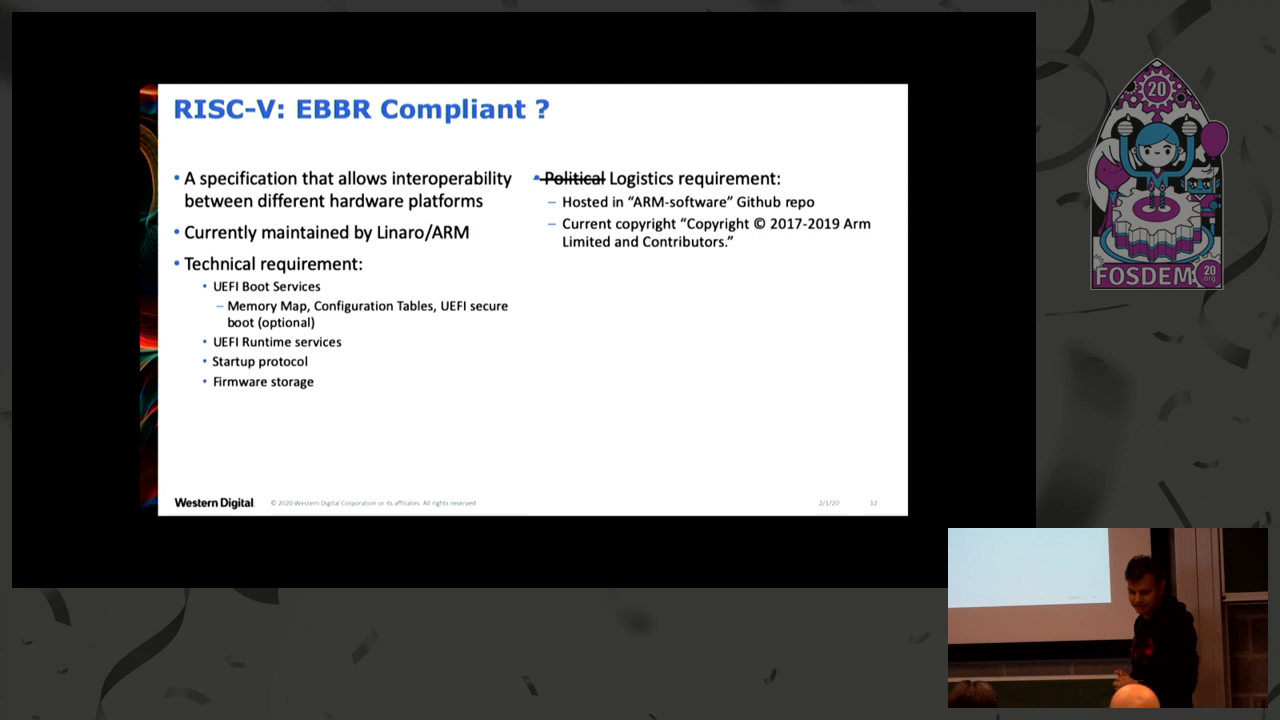 RISC-V: EBBR Compliant ?
• A specification that allows interoperability
between different hardware platforms
• Currently maintained by Linaro/ARM
• Technical requirement:
• UEFI Boot Services
– Memory Map, Configuration Tables, UEFI secure
boot (optional)
• UEFI Runtime services
• Startup protocol
• Firmware storage
• Political Logistics requirement:
– Hosted in “ARM-software” Github repo
– Current copyright “Copyright © 2017-2019 Arm
Limited and Contributors.”
Western Digital
© 2020 Western Digital Corporation or its affiliates. All rights reserved
2/1/20
12
20
FOSDEM
20
.org